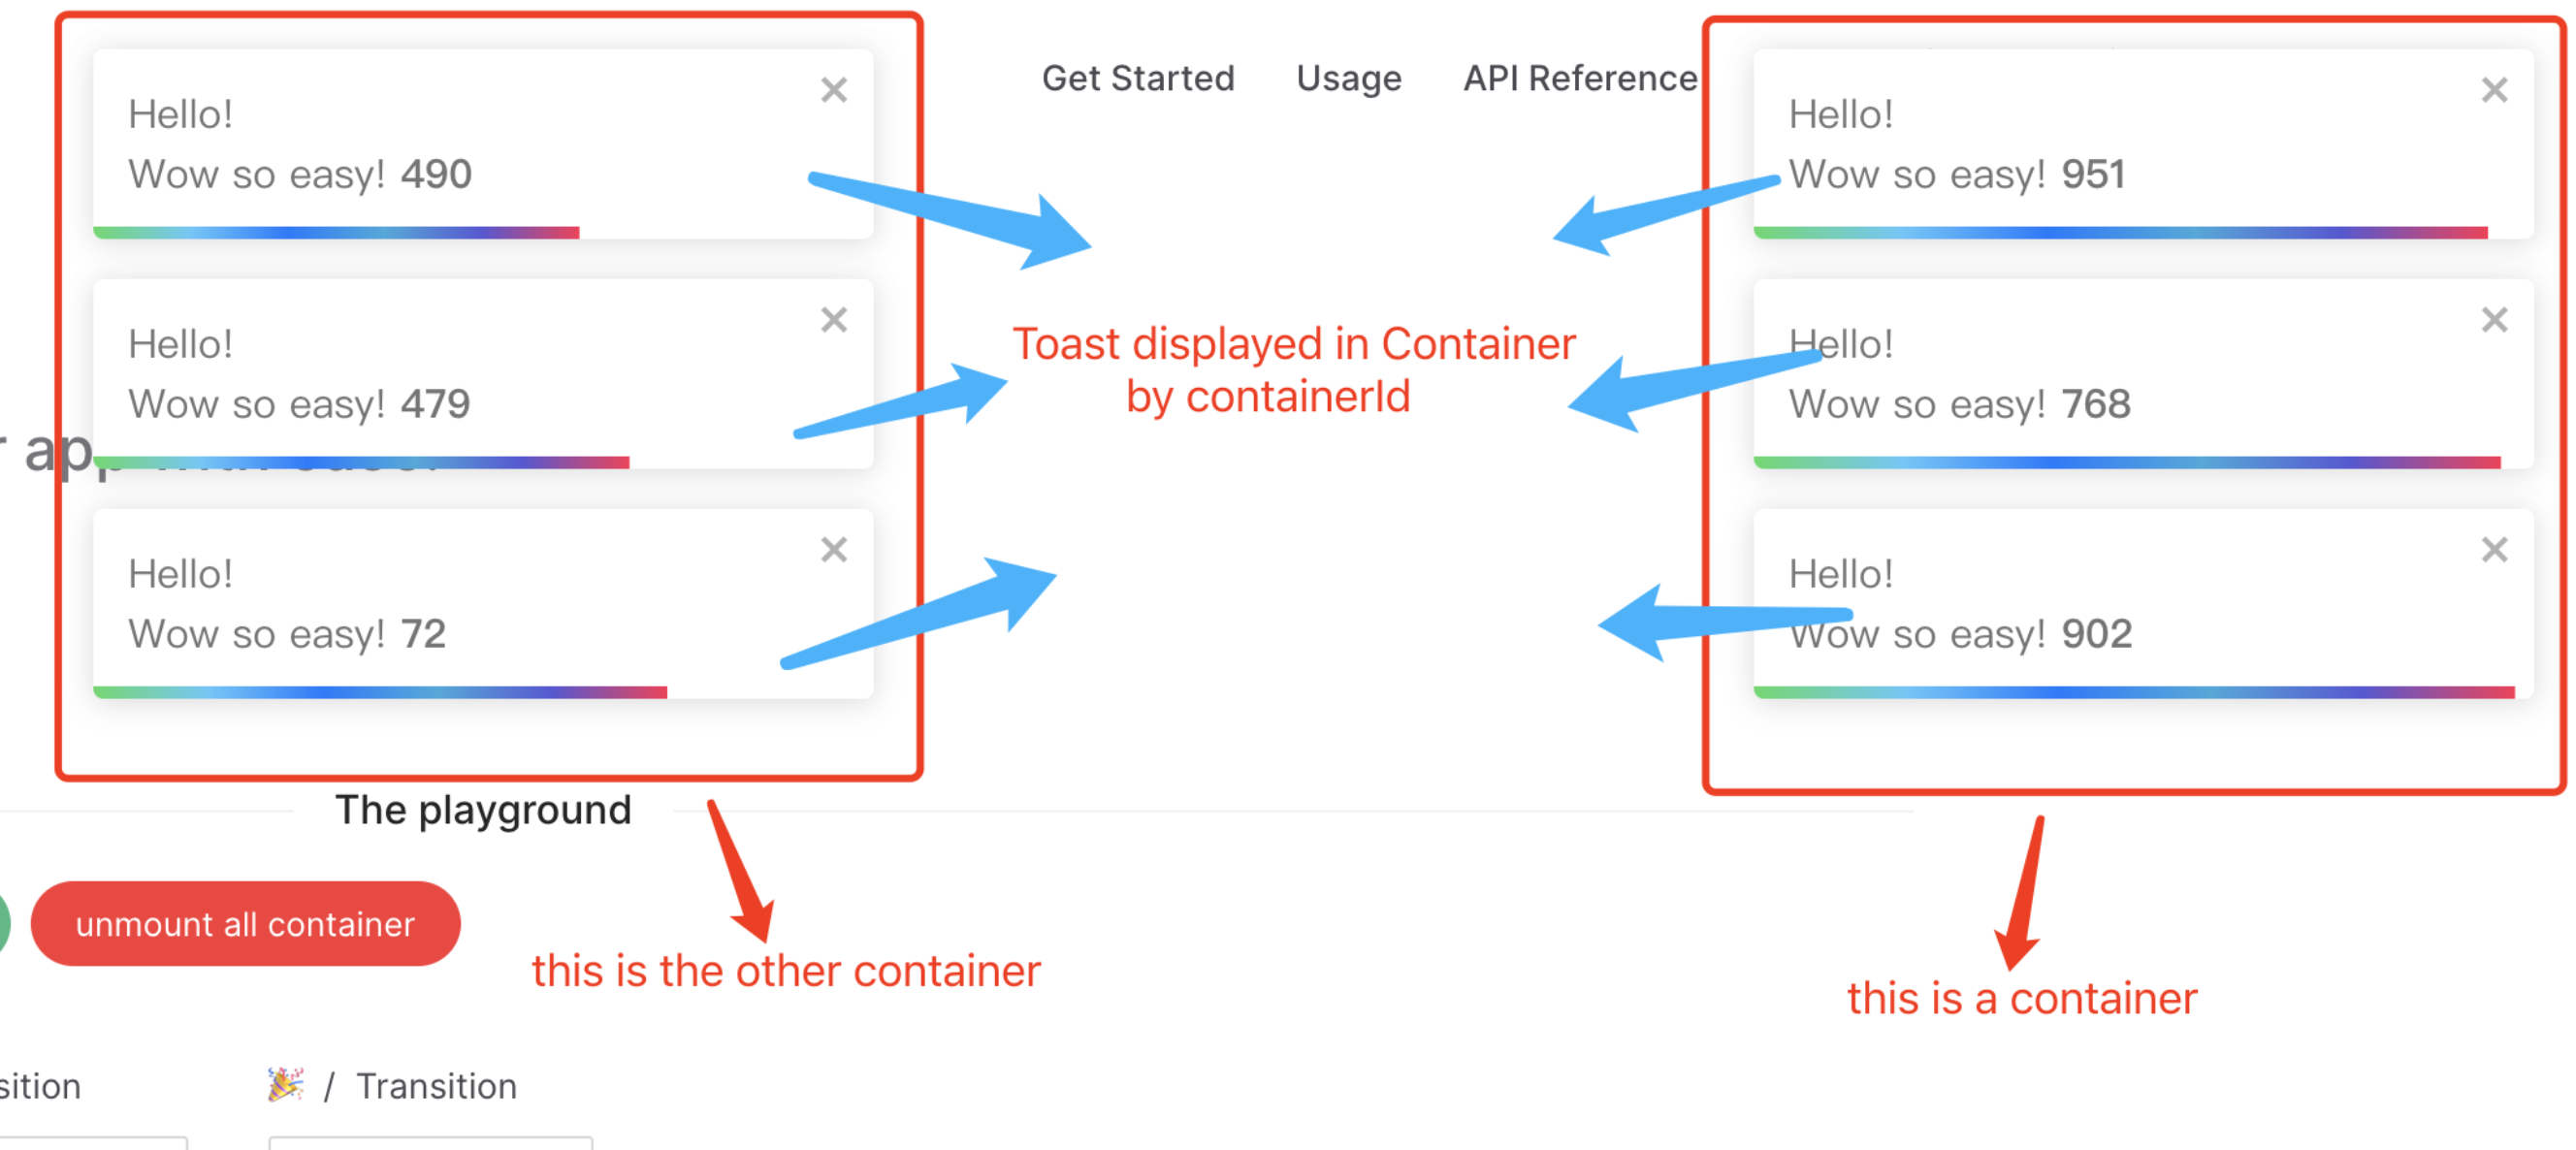 Get Started Usage API Reference
Hello!
Wow so easy! 490
Hello!
Wow so easy! 479
Hello!
Wow so easy! 72
Toast displayed in Container
by containerId
Hello!
Wow so easy! 951
Hello!
Wow so easy! 768
Hello!
Wow so easy! 902
The playground
unmount all container
this is the other container
this is a container
sition
🎉 / Transition